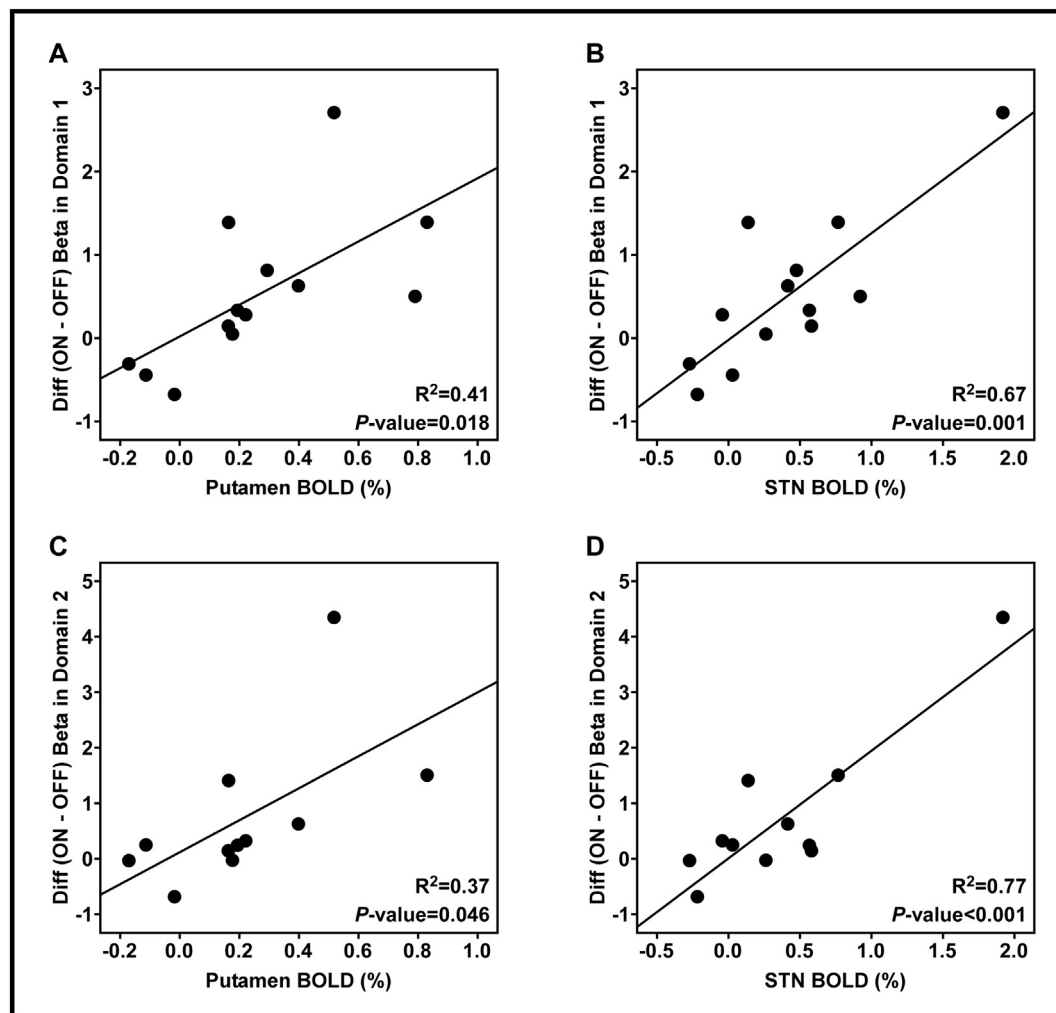 A
Diff (ON - OFF) Beta in Domain 1
3
2
1
0
-1
R²=0.41
P-value=0.018
-0.2 0.0 0.2 0.4 0.6 0.8 1.0
Putamen BOLD (%)
B
Diff (ON - OFF) Beta in Domain 1
3
2
1
0
-1
R²=0.67
P-value=0.001
-0.5 0.0 0.5 1.0 1.5 2.0
STN BOLD (%)
C
Diff (ON - OFF) Beta in Domain 2
5
4
3
2
1
0
-1
R²=0.37
P-value=0.046
-0.2 0.0 0.2 0.4 0.6 0.8 1.0
Putamen BOLD (%)
D
Diff (ON - OFF) Beta in Domain 2
5
4
3
2
1
0
-1
R²=0.77
P-value<0.001
-0.5 0.0 0.5 1.0 1.5 2.0
STN BOLD (%)